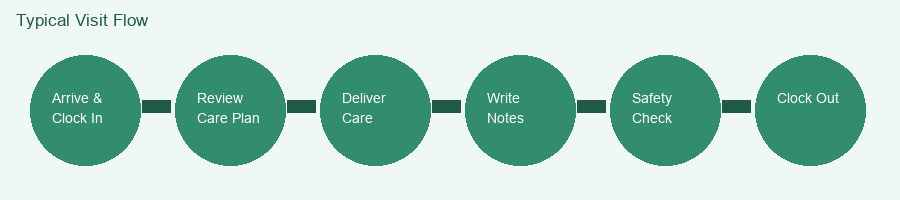 Typical Visit Flow
Arrive &
Clock In
Review
Care Plan
Deliver
Care
Write
Notes
Safety
Check
Clock Out